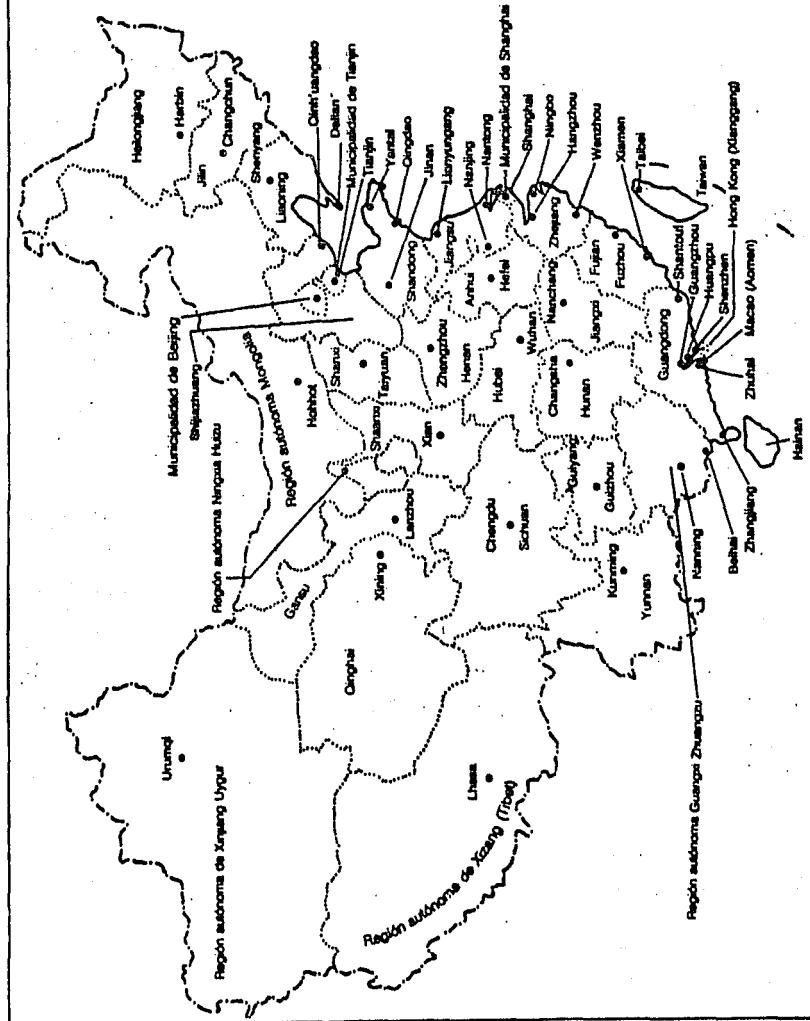 Heilongjiang
Harbin
Jilin
Changchun
Shenyang
Liaoning
Qinh'uangdao
Dalian
Municipalidad de Tianjin
Tianjin
Yantai
Qingdao
Jinan
Lionyungang
Nanjing
Nantong
Municipalidad de Shanghai
Shanghai
Ningbo
Hangzhou
Wenzhou
Xiamen
Taibei
Taiwan
Hong Kong (Xianggang)
Shantouf
Guangzhou
Huangpu
Shenzhen
Macao (Aomen)
Zhuhai
Hainan
Zhangjiang
Beihai
Nanning
Región autónoma Guangxi Zhuangzu
Municipalidad de Beijing
Shijiazhuang
Región autónoma Mongolia
Región autónoma Ningxia Huizu
Hohhot
Shanxi
Taiyuan
Shaanxi
Xian
Shandong
Jiangsu
Zhengzhou
Henan
Anhui
Hefei
Hubei
Wuhan
Zhejiang
Nanchang
Jiangxi
Fujian
Fuzhou
Changsha
Hunan
Guangdong
Guiyang
Guizhou
Kunming
Yunnan
Chengdu
Sichuan
Lanzhou
Gansu
Xining
Qinghai
Urumqi
Región autónoma de Xinjiang Uygur
Lhasa
Región autónoma de Xizang (Tibet)